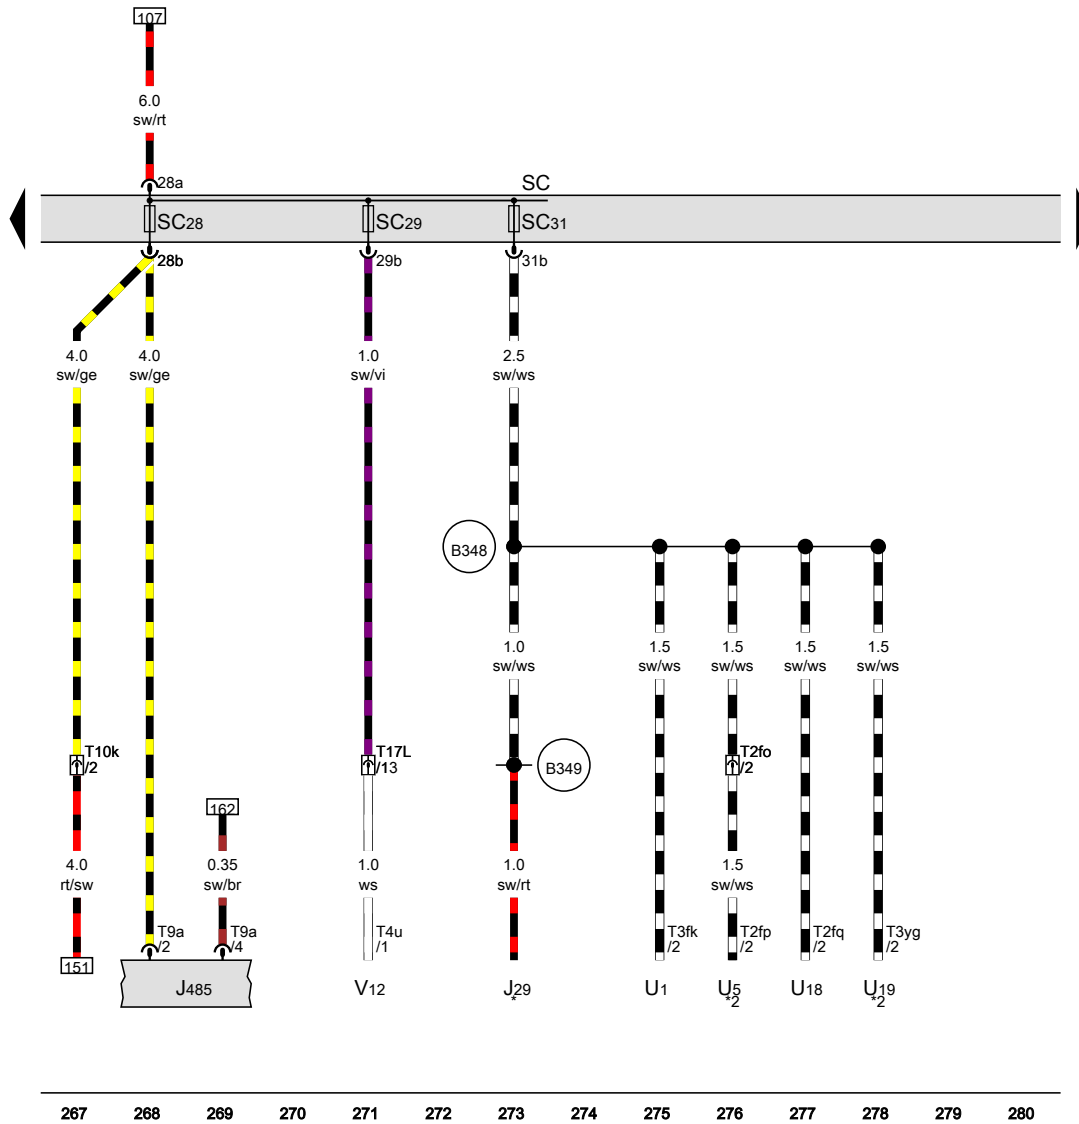 107
6.0
sw/rt
28a
SC
SC28
SC29
SC31
28b
29b
31b
4.0
sw/ge
4.0
sw/ge
1.0
sw/vi
2.5
sw/ws
B348
1.0
sw/ws
1.5
sw/ws
1.5
sw/ws
1.5
sw/ws
1.5
sw/ws
T10k
/2
T17L
/13
B349
T2fo
/2
162
4.0
rt/sw
0.35
sw/br
1.0
ws
1.0
sw/rt
1.5
sw/ws
T9a
/2
T9a
/4
T4u
/1
T3fk
/2
T2fp
/2
T2fq
/2
T3yg
/2
151
J485
V12
J29
*
U1
U5
*2
U18
U19
*2
267 268 269 270 271 272 273 274 275 276 277 278 279 280